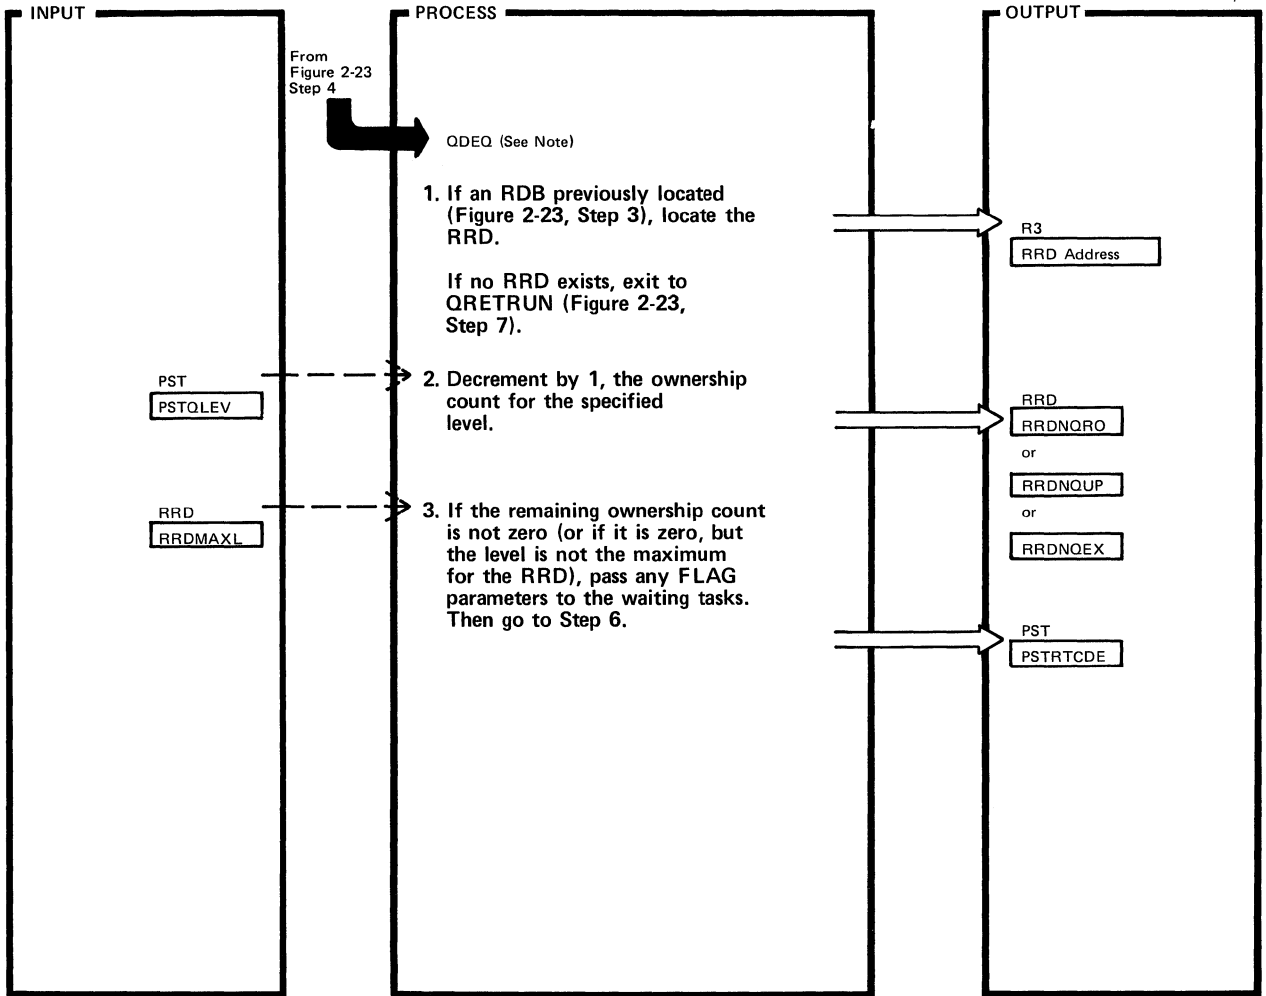 INPUT
PROCESS
OUTPUT
From
Figure 2-23
Step 4
QDEQ (See Note)
1. If an RDB previously located
(Figure 2-23, Step 3), locate the
RRD.
If no RRD exists, exit to
QRETRUN (Figure 2-23,
Step 7).
R3
RRD Address
PST
PSTQLEV
2. Decrement by 1, the ownership
count for the specified
level.
RRD
RRDNQRO
or
RRDNQUP
or
RRDNQEX
RRD
RRDMAXL
3. If the remaining ownership count
is not zero (or if it is zero, but
the level is not the maximum
for the RRD), pass any FLAG
parameters to the waiting tasks.
Then go to Step 6.
PST
PSTRTCDE